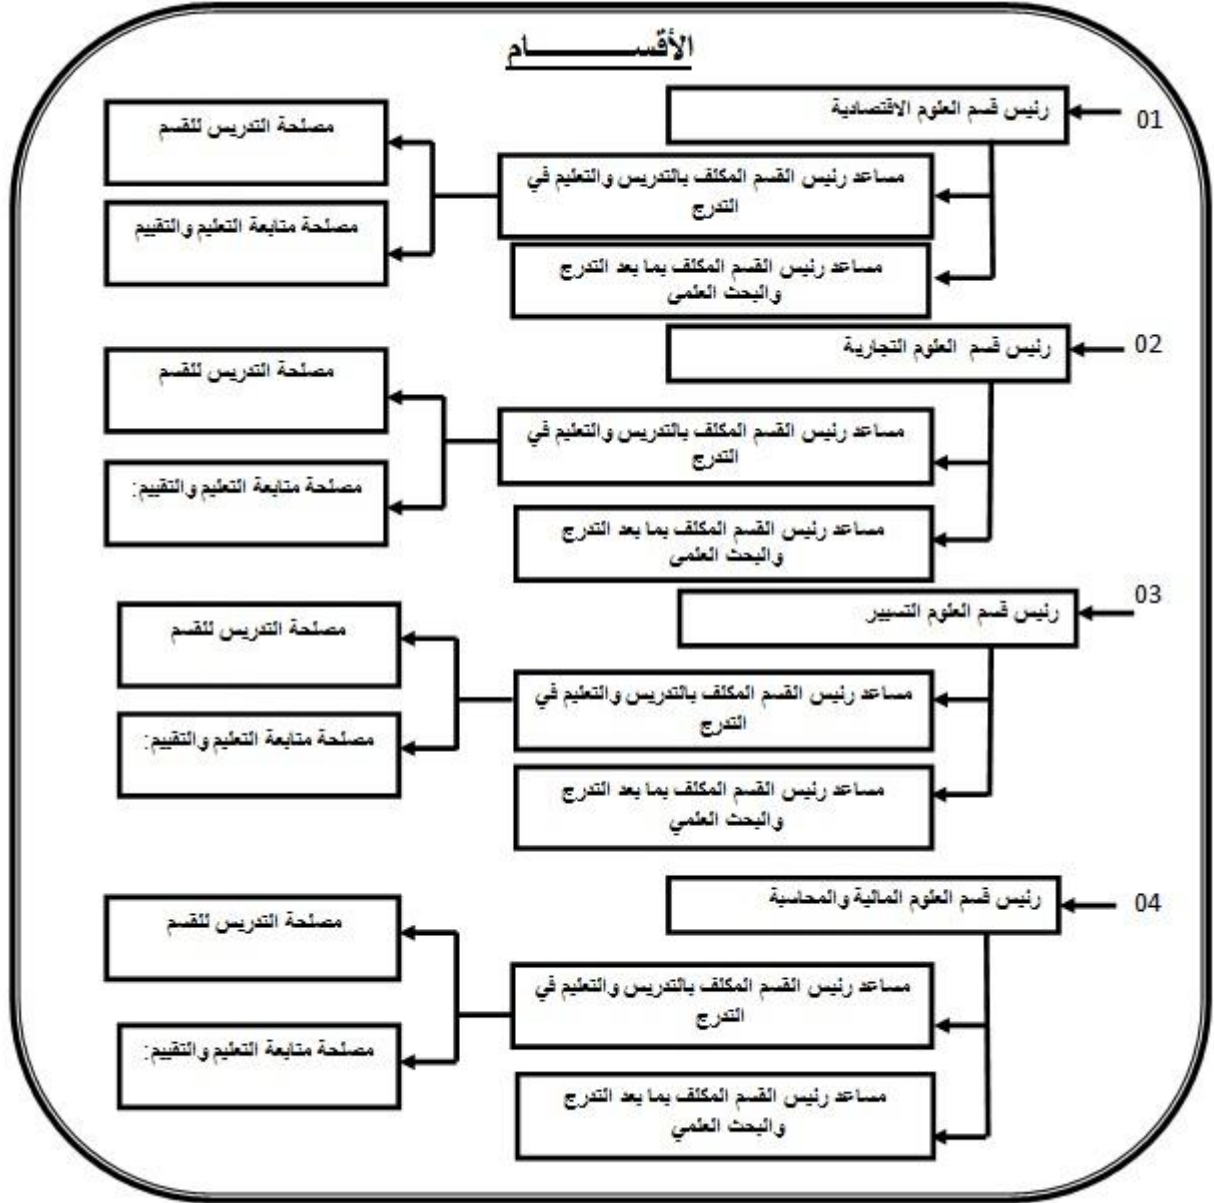 الأقســــــــام
01
رئيس قسم العلوم الاقتصادية
مساعد رئيس القسم المكلف بالتدريس والتعليم في
التدرج
مساعد رئيس القسم المكلف بما بعد التدرج
والبحث العلمي
مصلحة التدريس للقسم
مصلحة متابعة التعليم والتقييم
02
رئيس قسم العلوم التجارية
مساعد رئيس القسم المكلف بالتدريس والتعليم في
التدرج
مساعد رئيس القسم المكلف بما بعد التدرج
والبحث العلمي
مصلحة التدريس للقسم
مصلحة متابعة التعليم والتقييم:
03
رئيس قسم العلوم التسيير
مساعد رئيس القسم المكلف بالتدريس والتعليم في
التدرج
مساعد رئيس القسم المكلف بما بعد التدرج
والبحث العلمي
مصلحة التدريس للقسم
مصلحة متابعة التعليم والتقييم:
04
رئيس قسم العلوم المالية والمحاسبة
مساعد رئيس القسم المكلف بالتدريس والتعليم في
التدرج
مساعد رئيس القسم المكلف بما بعد التدرج
والبحث العلمي
مصلحة التدريس للقسم
مصلحة متابعة التعليم والتقييم: